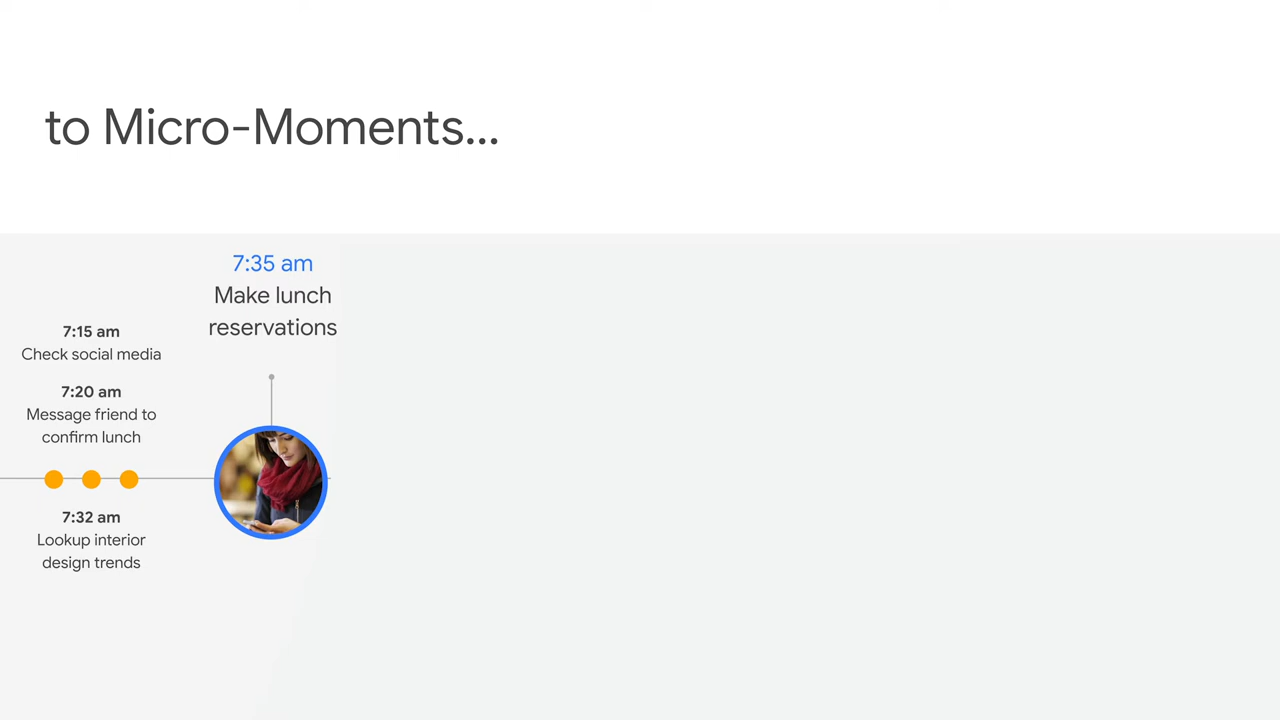 to Micro-Moments...
7:15 am
Check social media
7:20 am
Message friend to
confirm lunch
7:32 am
Lookup interior
design trends
7:35 am
Make lunch
reservations